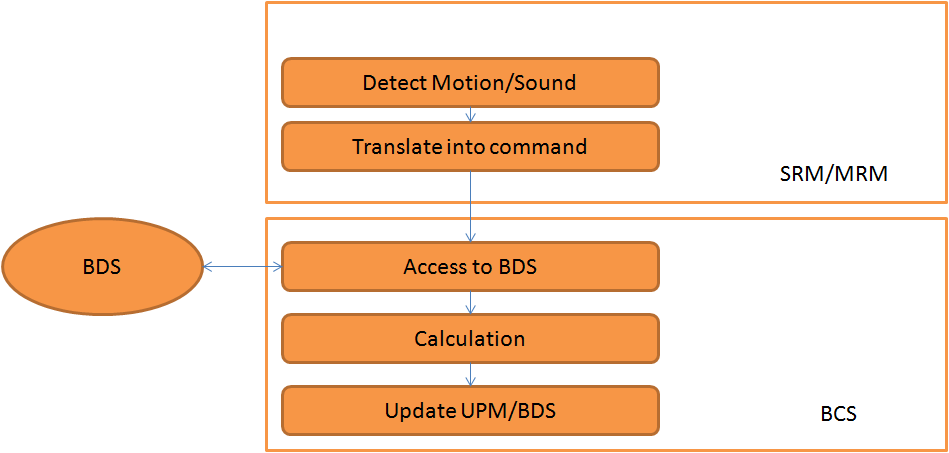 Detect Motion/Sound
Translate into command
SRM/MRM
BDS
Access to BDS
Calculation
Update UPM/BDS
BCS